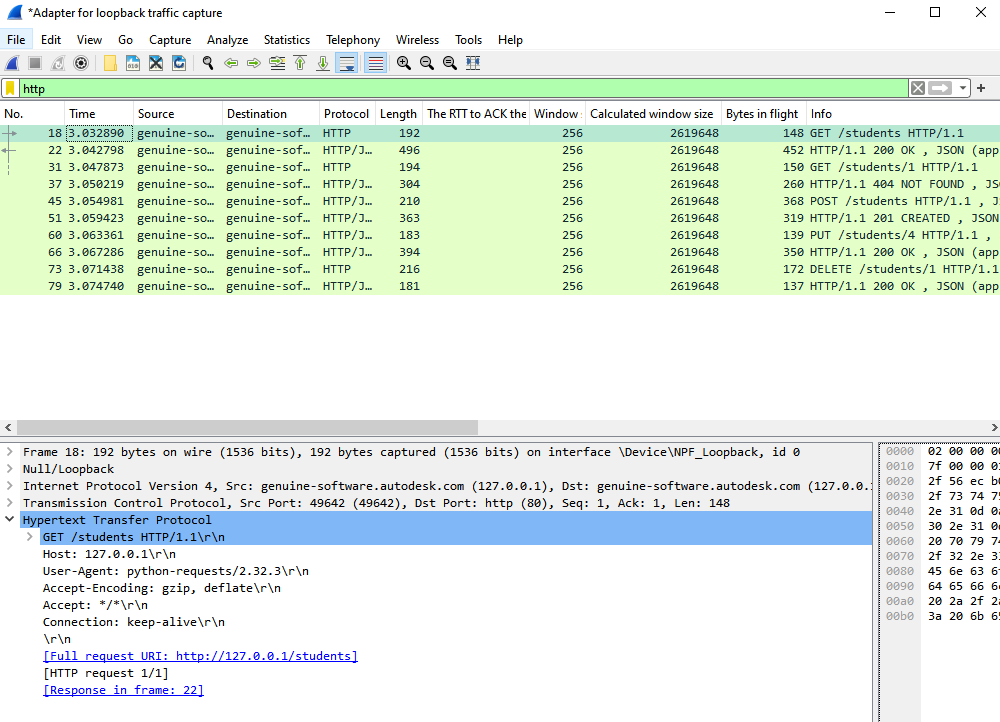 *Adapter for loopback traffic capture
File Edit View Go Capture Analyze Statistics Telephony Wireless Tools Help
http
No. Time Source Destination Protocol Length The RTT to ACK the Window Calculated window size Bytes in flight Info
18 3.032890 genuine-so… genuine-sof… HTTP 192 256 2619648 148 GET /students HTTP/1.1
22 3.042798 genuine-so… genuine-sof… HTTP/J… 496 256 2619648 452 HTTP/1.1 200 OK , JSON (app
31 3.047873 genuine-so… genuine-sof… HTTP 194 256 2619648 150 GET /students/1 HTTP/1.1
37 3.050219 genuine-so… genuine-sof… HTTP/J… 304 256 2619648 260 HTTP/1.1 404 NOT FOUND , JS
45 3.054981 genuine-so… genuine-sof… HTTP/J… 210 256 2619648 368 POST /students HTTP/1.1 , J
51 3.059423 genuine-so… genuine-sof… HTTP/J… 363 256 2619648 319 HTTP/1.1 201 CREATED , JSON
60 3.063361 genuine-so… genuine-sof… HTTP/J… 183 256 2619648 139 PUT /students/4 HTTP/1.1 ,
66 3.067286 genuine-so… genuine-sof… HTTP/J… 394 256 2619648 350 HTTP/1.1 200 OK , JSON (app
73 3.071438 genuine-so… genuine-sof… HTTP 216 256 2619648 172 DELETE /students/1 HTTP/1.1
79 3.074740 genuine-so… genuine-sof… HTTP/J… 181 256 2619648 137 HTTP/1.1 200 OK , JSON (app
Frame 18: 192 bytes on wire (1536 bits), 192 bytes captured (1536 bits) on interface \Device\NPF_Loopback, id 0
Null/Loopback
Internet Protocol Version 4, Src: genuine-software.autodesk.com (127.0.0.1), Dst: genuine-software.autodesk.com (127.0.0.1
Transmission Control Protocol, Src Port: 49642 (49642), Dst Port: http (80), Seq: 1, Ack: 1, Len: 148
Hypertext Transfer Protocol
GET /students HTTP/1.1\r\n
Host: 127.0.0.1\r\n
User-Agent: python-requests/2.32.3\r\n
Accept-Encoding: gzip, deflate\r\n
Accept: */*\r\n
Connection: keep-alive\r\n
\r\n
[Full request URI: http://127.0.0.1/students]
[HTTP request 1/1]
[Response in frame: 22]
0000 02 00 00 00
0010 7f 00 00 01
0020 2f 56 ec b0
0030 2f 73 74 75
0040 2e 31 0d 0a
0050 30 2e 31 0d
0060 20 70 79 74
0070 2f 32 2e 33
0080 45 6e 63 6f
0090 64 65 66 6c
00a0 20 2a 2f 2a
00b0 3a 20 6b 65